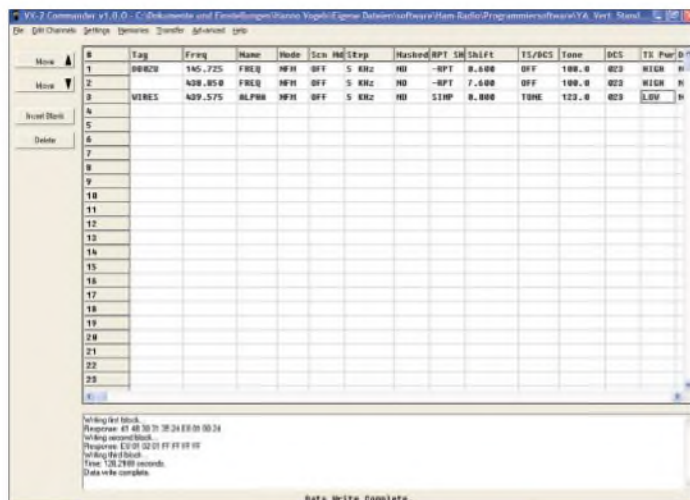 VX-7 Commander v1.0.0 - C:\Dokumente und Einstellungen\Hanno Vogel\Eigene Dateien\software\Ham-Radio\Programmiersoftware\YA_Vert_Stand...
File Edit Channels Settings Memories Transfer Advanced Help
Move
Move
Insert Blank
Delete
# Tag Freq Name Mode Scn Md Step Masked RPT SH Shift TS/DCS Tone DCS TX Pwr
1 145.725 FREQ NFM OFF 5 KHz NO -RPT 0.600 OFF 100.0 023 HIGH
2 438.850 FREQ NFM OFF 5 KHz NO -RPT 7.600 OFF 100.0 023 HIGH
3 WIRES 439.575 ALPHA NFM OFF 5 KHz NO SIMP 0.000 TONE 123.0 023 LOW
4
5
6
7
8
9
10
11
12
13
14
15
16
17
18
19
20
21
22
23
Writing first block...
Response:
Writing second block...
Response:
Writing third block...
Time: seconds.
Data write complete.
Data Write Complete